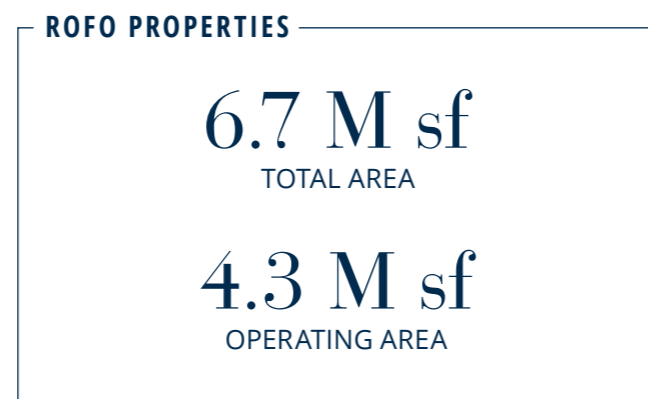 ROFO PROPERTIES
6.7 M sf
TOTAL AREA
4.3 M sf
OPERATING AREA